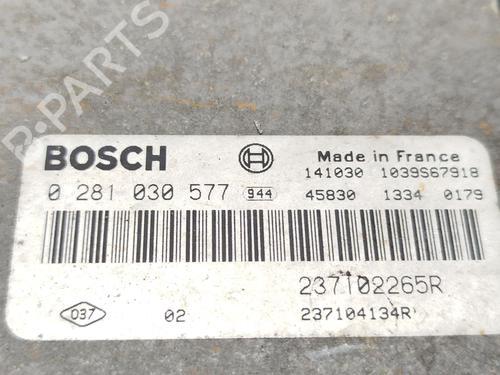 B-PARTS
BOSCH
Made in France
141030 1039S67918
0 281 030 577 944
45830 1334 0179
237102265R
037 02
237104134R